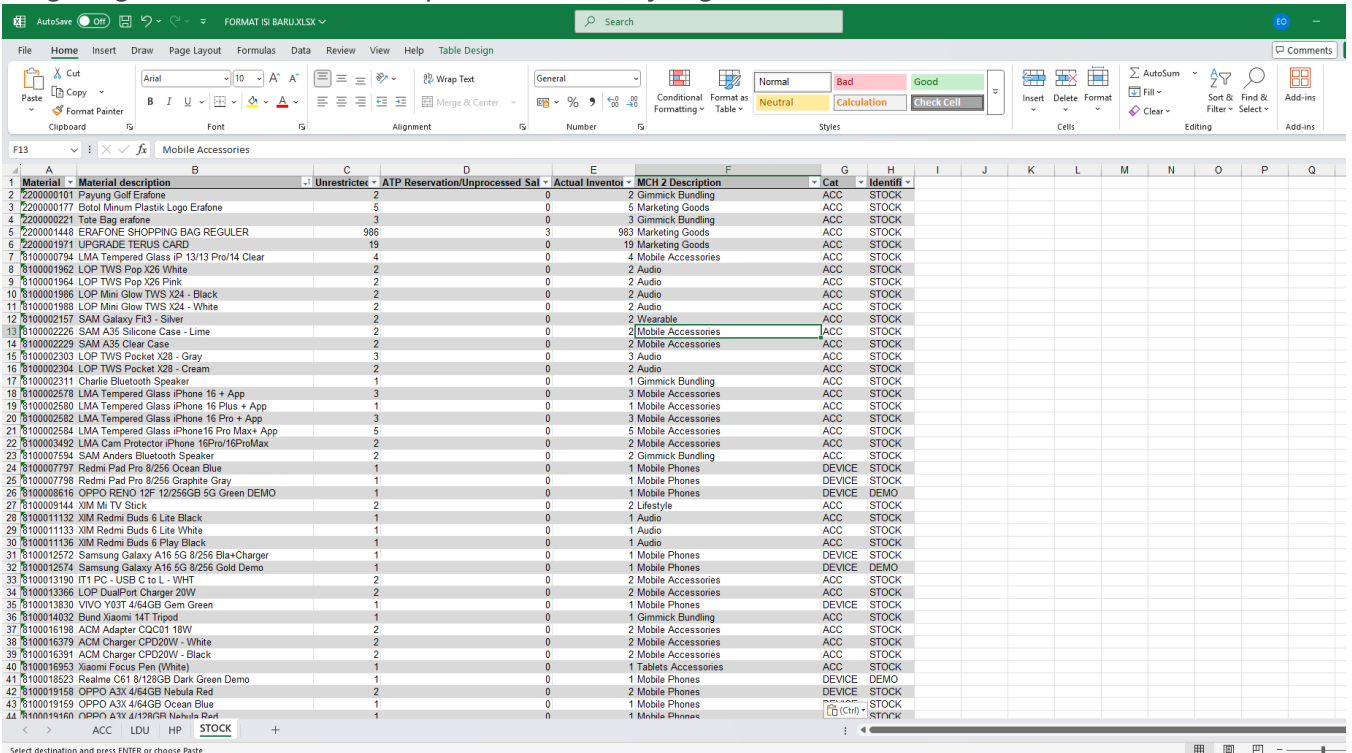 AutoSave Off FORMAT ISI BARU.XLSX Search EO
File Home Insert Draw Page Layout Formulas Data Review View Help Table Design Comments
Cut Copy Format Painter Paste Clipboard
Arial 10 A A B I U A Font
Wrap Text Merge & Center Alignment
General % Number
Conditional Formatting Format as Table Normal Bad Good Neutral Calculation Check Cell Styles
Insert Delete Format Cells
AutoSum Fill Clear Sort & Filter Find & Select Editing
Add-ins Add-ins
F13 fx Mobile Accessories
A B C D E F G H I J K L M N O P Q
1 Material Material description Unrestricted ATP Reservation/Unprocessed Sal Actual Inventor MCH 2 Description Cat Identifi
2 2200000101 Payung Golf Erafone 2 0 2 Gimmick Bundling ACC STOCK
3 2200000177 Botol Minum Plastik Logo Erafone 5 0 5 Marketing Goods ACC STOCK
4 2200000221 Tote Bag erafone 3 0 3 Gimmick Bundling ACC STOCK
5 2200001448 ERAFONE SHOPPING BAG REGULER 986 3 983 Marketing Goods ACC STOCK
6 2200001971 UPGRADE TERUS CARD 19 0 19 Marketing Goods ACC STOCK
7 8100000794 LMA Tempered Glass iP 13/13 Pro/14 Clear 4 0 4 Mobile Accessories ACC STOCK
8 8100001962 LOP TWS Pop X26 White 2 0 2 Audio ACC STOCK
9 8100001964 LOP TWS Pop X26 Pink 2 0 2 Audio ACC STOCK
10 8100001986 LOP Mini Glow TWS X24 - Black 2 0 2 Audio ACC STOCK
11 8100001988 LOP Mini Glow TWS X24 - White 2 0 2 Audio ACC STOCK
12 8100002157 SAM Galaxy Fit3 - Silver 2 0 2 Wearable ACC STOCK
13 8100002226 SAM A35 Silicone Case - Lime 2 0 2 Mobile Accessories ACC STOCK
14 8100002229 SAM A35 Clear Case 2 0 2 Mobile Accessories ACC STOCK
15 8100002303 LOP TWS Pocket X28 - Gray 3 0 3 Audio ACC STOCK
16 8100002304 LOP TWS Pocket X28 - Cream 2 0 2 Audio ACC STOCK
17 8100002311 Charlie Bluetooth Speaker 1 0 1 Gimmick Bundling ACC STOCK
18 8100002578 LMA Tempered Glass iPhone 16 + App 3 0 3 Mobile Accessories ACC STOCK
19 8100002580 LMA Tempered Glass iPhone 16 Plus + App 1 0 1 Mobile Accessories ACC STOCK
20 8100002582 LMA Tempered Glass iPhone 16 Pro + App 3 0 3 Mobile Accessories ACC STOCK
21 8100002584 LMA Tempered Glass iPhone16 Pro Max+ App 5 0 5 Mobile Accessories ACC STOCK
22 8100003492 LMA Cam Protector iPhone 16Pro/16ProMax 2 0 2 Mobile Accessories ACC STOCK
23 8100007594 SAM Anders Bluetooth Speaker 2 0 2 Gimmick Bundling ACC STOCK
24 8100007797 Redmi Pad Pro 8/256 Ocean Blue 1 0 1 Mobile Phones DEVICE STOCK
25 8100007798 Redmi Pad Pro 8/256 Graphite Gray 1 0 1 Mobile Phones DEVICE STOCK
26 8100008616 OPPO RENO 12F 12/256GB 5G Green DEMO 1 0 1 Mobile Phones DEVICE DEMO
27 8100009144 XIM Mi TV Stick 2 0 2 Lifestyle ACC STOCK
28 8100011132 XIM Redmi Buds 6 Lite Black 1 0 1 Audio ACC STOCK
29 8100011133 XIM Redmi Buds 6 Lite White 1 0 1 Audio ACC STOCK
30 8100011136 XIM Redmi Buds 6 Play Black 1 0 1 Audio ACC STOCK
31 8100012572 Samsung Galaxy A16 5G 8/256 Bla+Charger 1 0 1 Mobile Phones DEVICE STOCK
32 8100012574 Samsung Galaxy A16 5G 8/256 Gold Demo 1 0 1 Mobile Phones DEVICE DEMO
33 8100013190 IT1 PC - USB C to L - WHT 2 0 2 Mobile Accessories ACC STOCK
34 8100013366 LOP DualPort Charger 20W 2 0 2 Mobile Accessories ACC STOCK
35 8100013830 VIVO Y03T 4/64GB Gem Green 1 0 1 Mobile Phones DEVICE STOCK
36 8100014032 Bund Xiaomi 14T Tripod 1 0 1 Gimmick Bundling ACC STOCK
37 8100016198 ACM Adapter CQC01 18W 2 0 2 Mobile Accessories ACC STOCK
38 8100016379 ACM Charger CPD20W - White 2 0 2 Mobile Accessories ACC STOCK
39 8100016391 ACM Charger CPD20W - Black 2 0 2 Mobile Accessories ACC STOCK
40 8100016953 Xiaomi Focus Pen (White) 1 0 1 Tablets Accessories ACC STOCK
41 8100018523 Realme C61 8/128GB Dark Green Demo 1 0 1 Mobile Phones DEVICE DEMO
42 8100019158 OPPO A3X 4/64GB Nebula Red 2 0 2 Mobile Phones DEVICE STOCK
43 8100019159 OPPO A3X 4/64GB Ocean Blue 1 0 1 Mobile Phones STOCK
44 8100019160 OPPO A3X 4/128GB Nebula Red 1 0 1 Mobile Phones (Ctrl) STOCK
ACC LDU HP STOCK +
Select destination and press ENTER or choose Paste